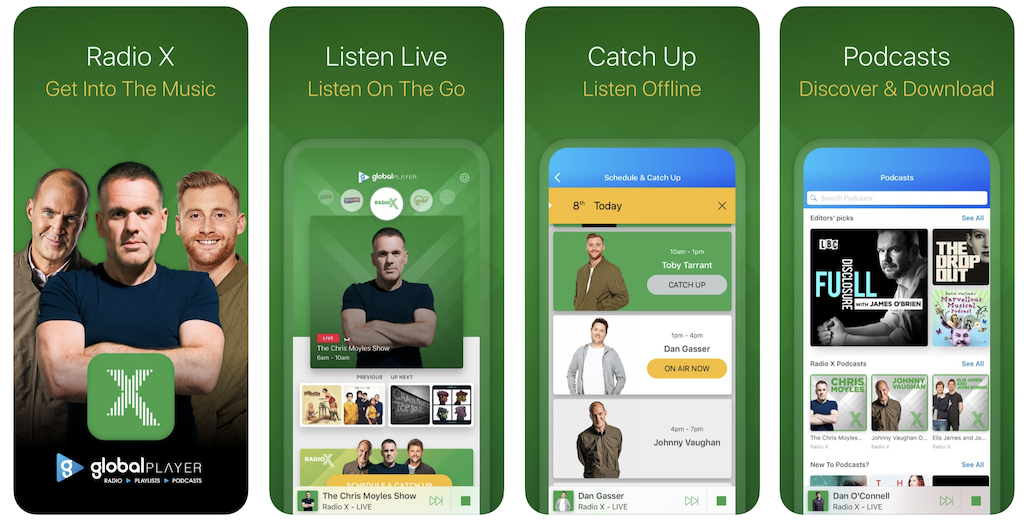 Radio X
Get Into The Music
globalPLAYER
RADIO ▶ PLAYLISTS ▶ PODCASTS
Listen Live
Listen On The Go
globalPLAYER
RADIO X
LIVE
The Chris Moyles Show
6am - 10am
PREVIOUS UP NEXT
RADIO X
SCHEDULE & CATCH UP
The Chris Moyles Show
Radio X - LIVE
Catch Up
Listen Offline
Schedule & Catch Up
8th Today
10am - 1pm
Toby Tarrant
CATCH UP
1pm - 4pm
Dan Gasser
ON AIR NOW
4pm - 7pm
Johnny Vaughan
Dan Gasser
Radio X - LIVE
Podcasts
Discover & Download
Podcasts
Search Podcasts
Editors' picks See All
LBC
FULL
DISCLOSURE
WITH JAMES O'BRIEN
THE
DROP
OUT
David Walliams'
Marvellous
Musical
Podcast
Radio X Podcasts See All
CHRIS
MOYLES
JOHNNY
VAUGHAN
ELIS JAMES
AND
JOHN ROBINS
The Chris Moyles...
Radio X
Johnny Vaughan O...
Radio X
Elis James and Jo...
Radio X
New To Podcasts? See All
T H
Dan O'Connell
Radio X - LIVE